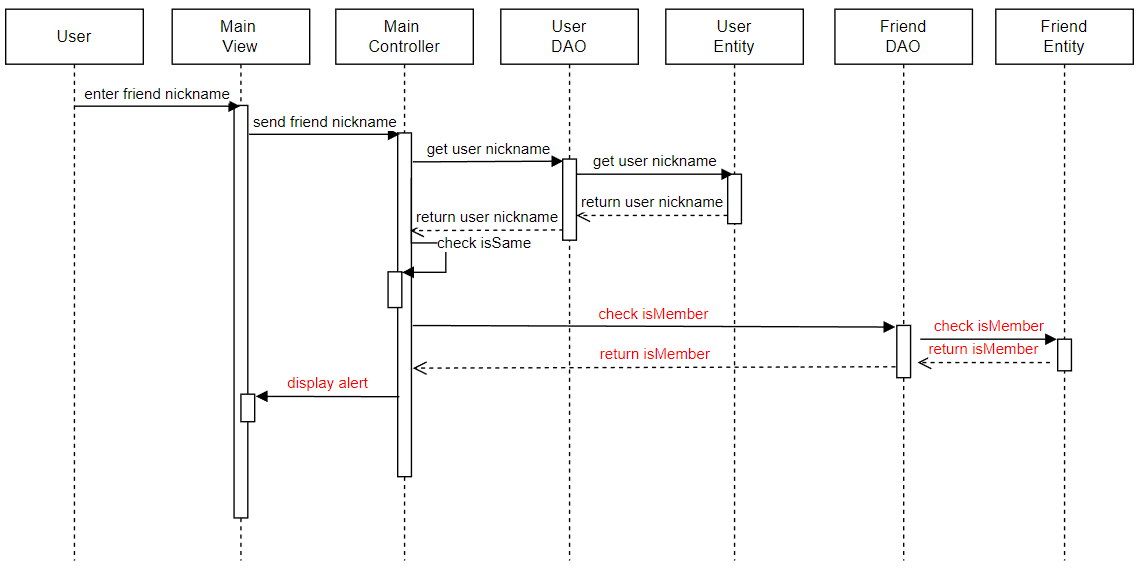 User
Main
View
Main
Controller
User
DAO
User
Entity
Friend
DAO
Friend
Entity
enter friend nickname
send friend nickname
get user nickname
get user nickname
return user nickname
return user nickname
check isSame
check isMember
check isMember
return isMember
return isMember
display alert